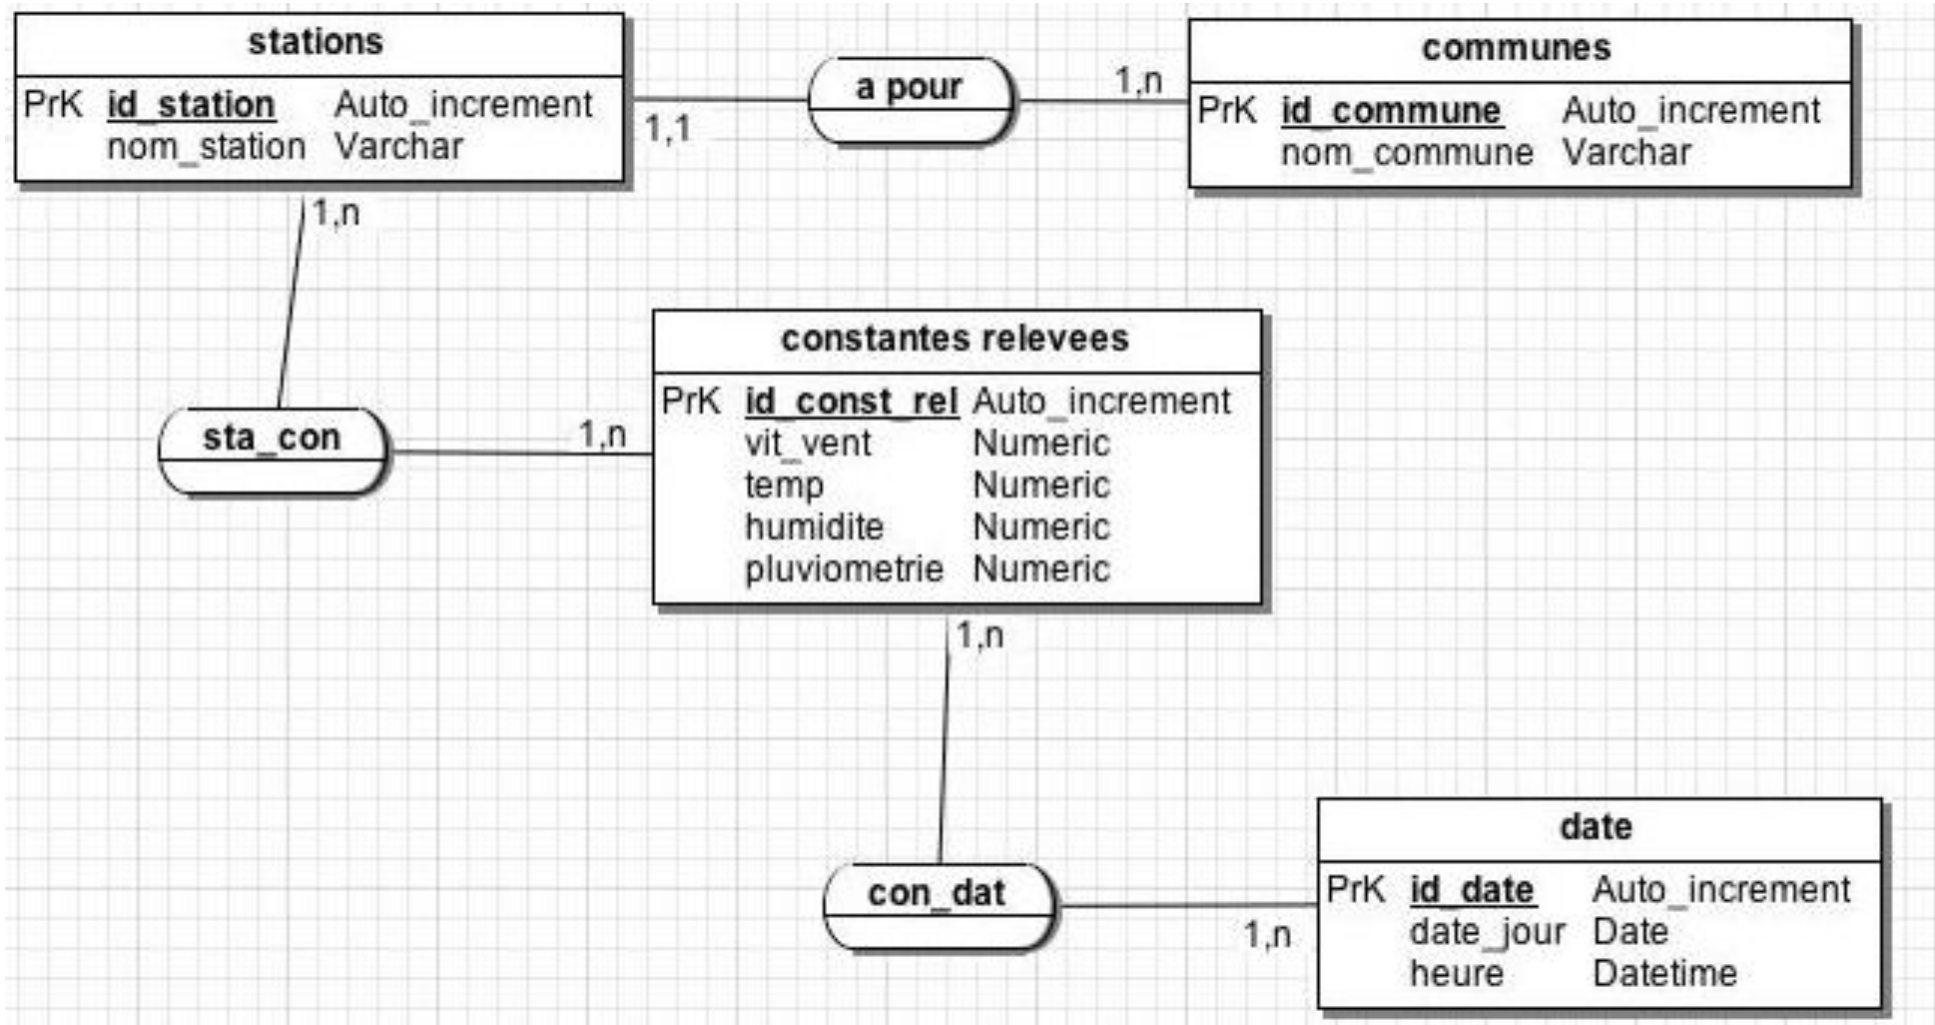 stations
PrK id_station Auto_increment
nom_station Varchar
1,1
a pour
1,n
communes
PrK id_commune Auto_increment
nom_commune Varchar
1,n
sta_con
1,n
constantes relevees
PrK id_const_rel Auto_increment
vit_vent Numeric
temp Numeric
humidite Numeric
pluviometrie Numeric
1,n
con_dat
1,n
date
PrK id_date Auto_increment
date_jour Date
heure Datetime